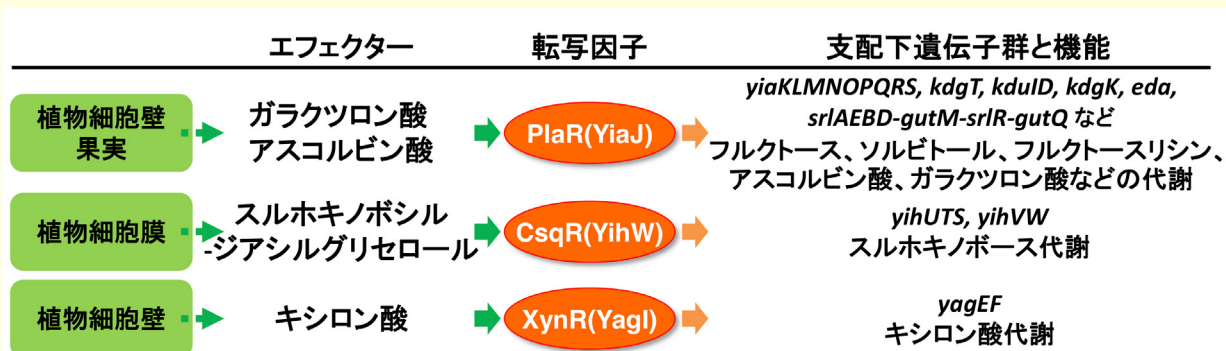 エフェクター 転写因子 支配下遺伝子群と機能
植物細胞壁
果実
ガラクツロン酸
アスコルビン酸
PlaR(YiaJ)
yiaKLMNOPQRS, kdgT, kduID, kdgK, eda,
srlAEBD-gutM-srlR-gutQ など
フルクトース、ソルビトール、フルクトースリシン、
アスコルビン酸、ガラクツロン酸などの代謝
植物細胞膜
スルホキノボシル
-ジアシルグリセロール
CsqR(YihW)
yihUTS, yihVW
スルホキノボース代謝
植物細胞壁
キシロン酸
XynR(YagI)
yagEF
キシロン酸代謝